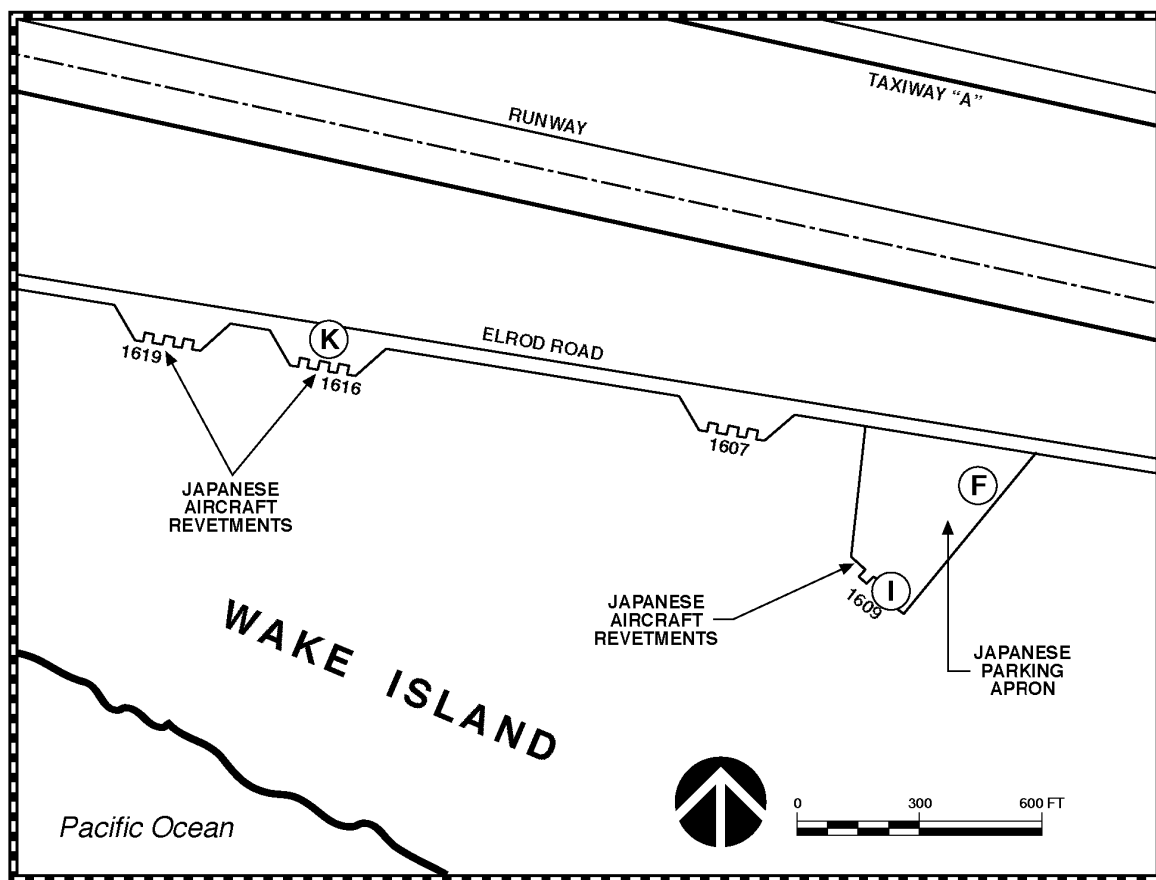 TAXIWAY “A”
RUNWAY
ELROD ROAD
K
1619
1616
1607
JAPANESE
AIRCRAFT
REVETMENTS
F
I
1609
JAPANESE
AIRCRAFT
REVETMENTS
JAPANESE
PARKING
APRON
WAKE ISLAND
Pacific Ocean
0 300 600 FT